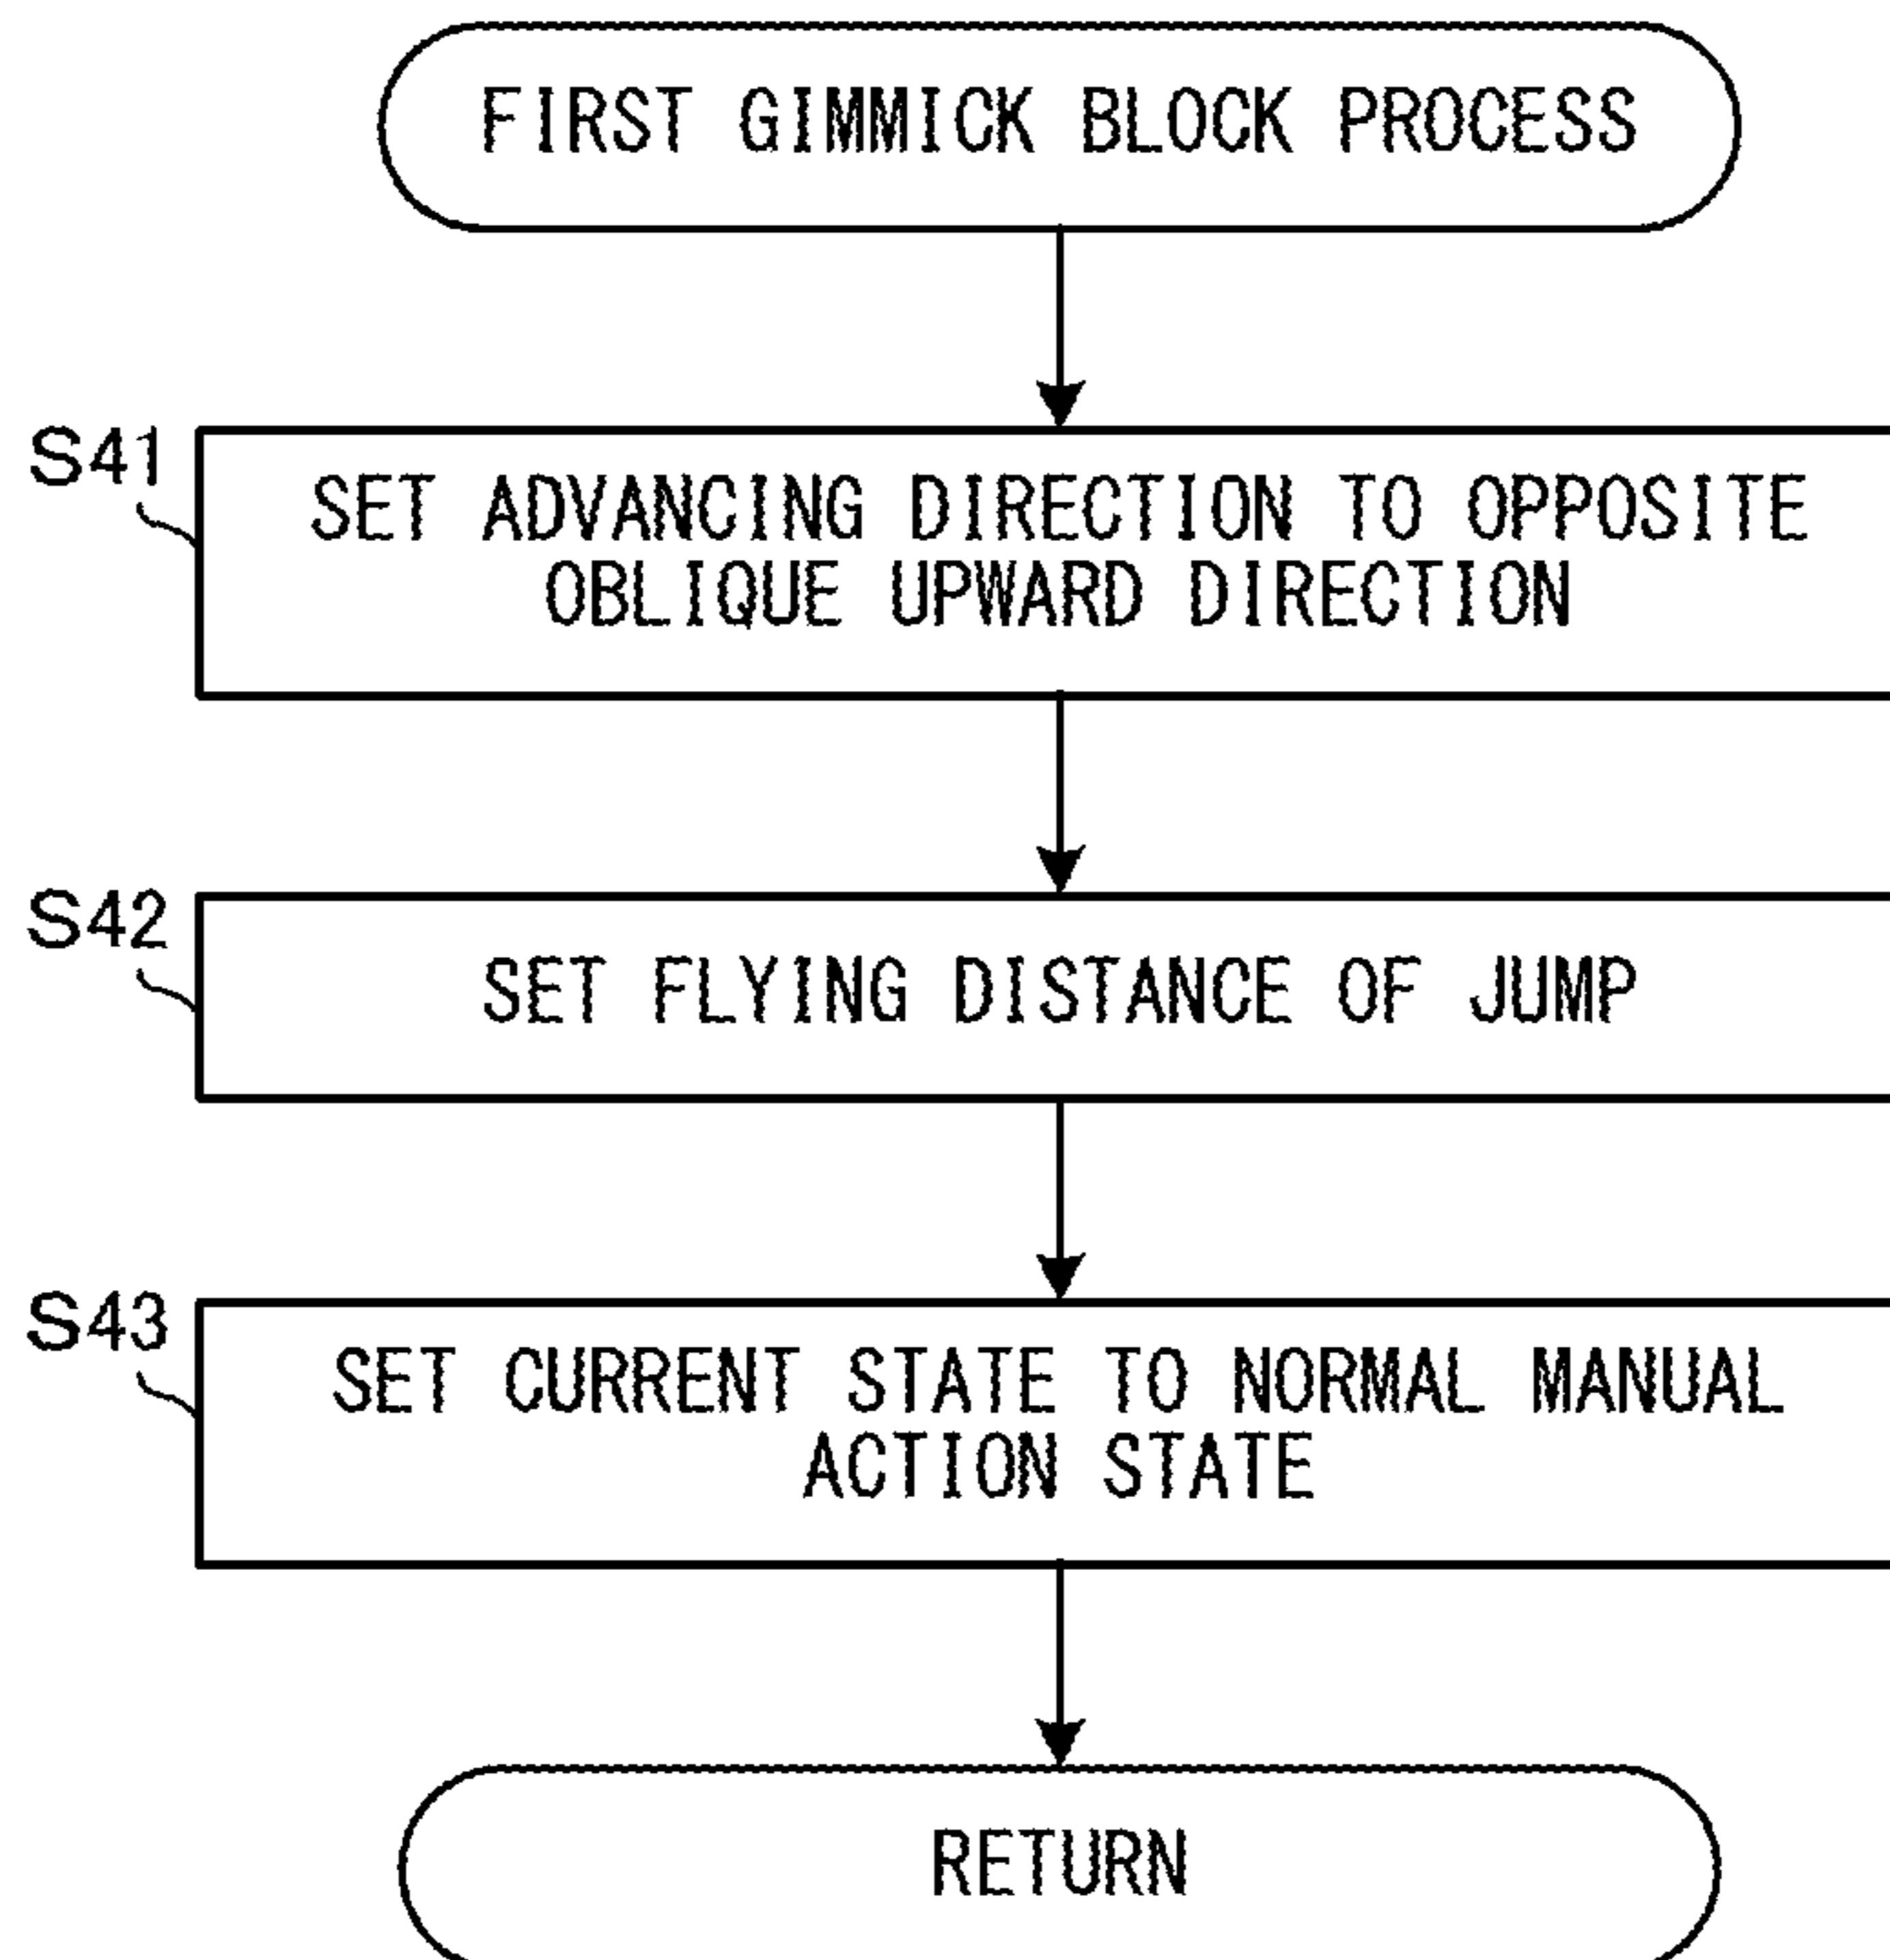 FIRST GIMMICK BLOCK PROCESS
S41
SET ADVANCING DIRECTION TO OPPOSITE
OBLIQUE UPWARD DIRECTION
S42
SET FLYING DISTANCE OF JUMP
S43
SET CURRENT STATE TO NORMAL MANUAL
ACTION STATE
RETURN